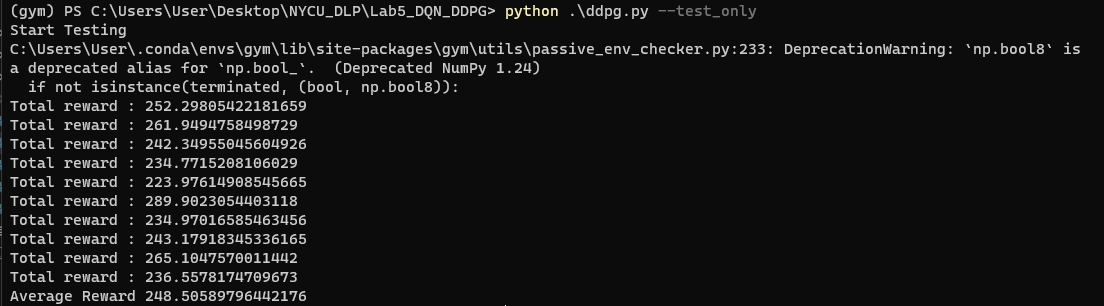 (gym) PS C:\Users\User\Desktop\NYCU_DLP\Lab5_DQN_DDPG> python .\ddpg.py --test_only
Start Testing
C:\Users\User\.conda\envs\gym\lib\site-packages\gym\utils\passive_env_checker.py:233: DeprecationWarning: `np.bool8` is
a deprecated alias for `np.bool_`.  (Deprecated NumPy 1.24)
  if not isinstance(terminated, (bool, np.bool8)):
Total reward : 252.29805422181659
Total reward : 261.9494758498729
Total reward : 242.34955045604926
Total reward : 234.7715208106029
Total reward : 223.97614908545665
Total reward : 289.9023054403118
Total reward : 234.97016585463456
Total reward : 243.17918345336165
Total reward : 265.1047570011442
Total reward : 236.5578174709673
Average Reward 248.50589796442176